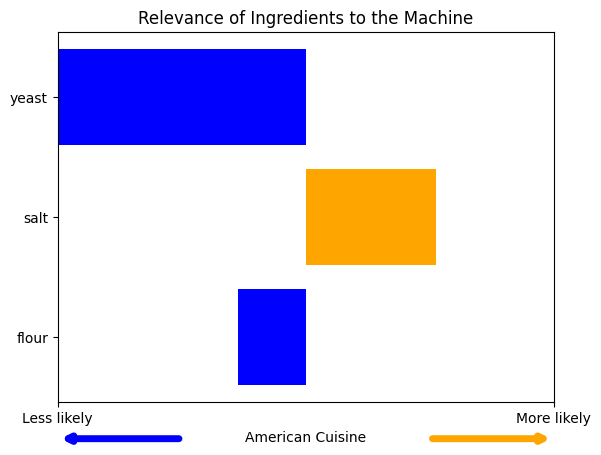 Relevance of Ingredients to the Machine
yeast
salt
flour
Less likely
More likely
American Cuisine